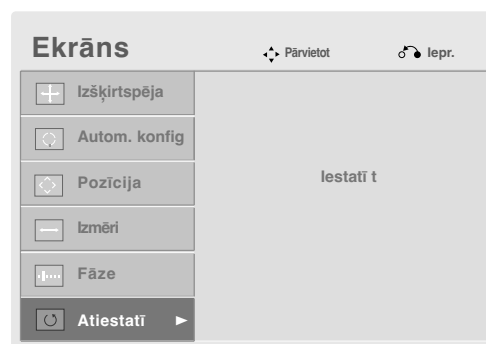 Ekrāns Pārvietot Iepr.
Izšķirtspēja
Autom. konfig
Pozīcija
Iestatī t
Izmēri
Fāze
Atiestatī